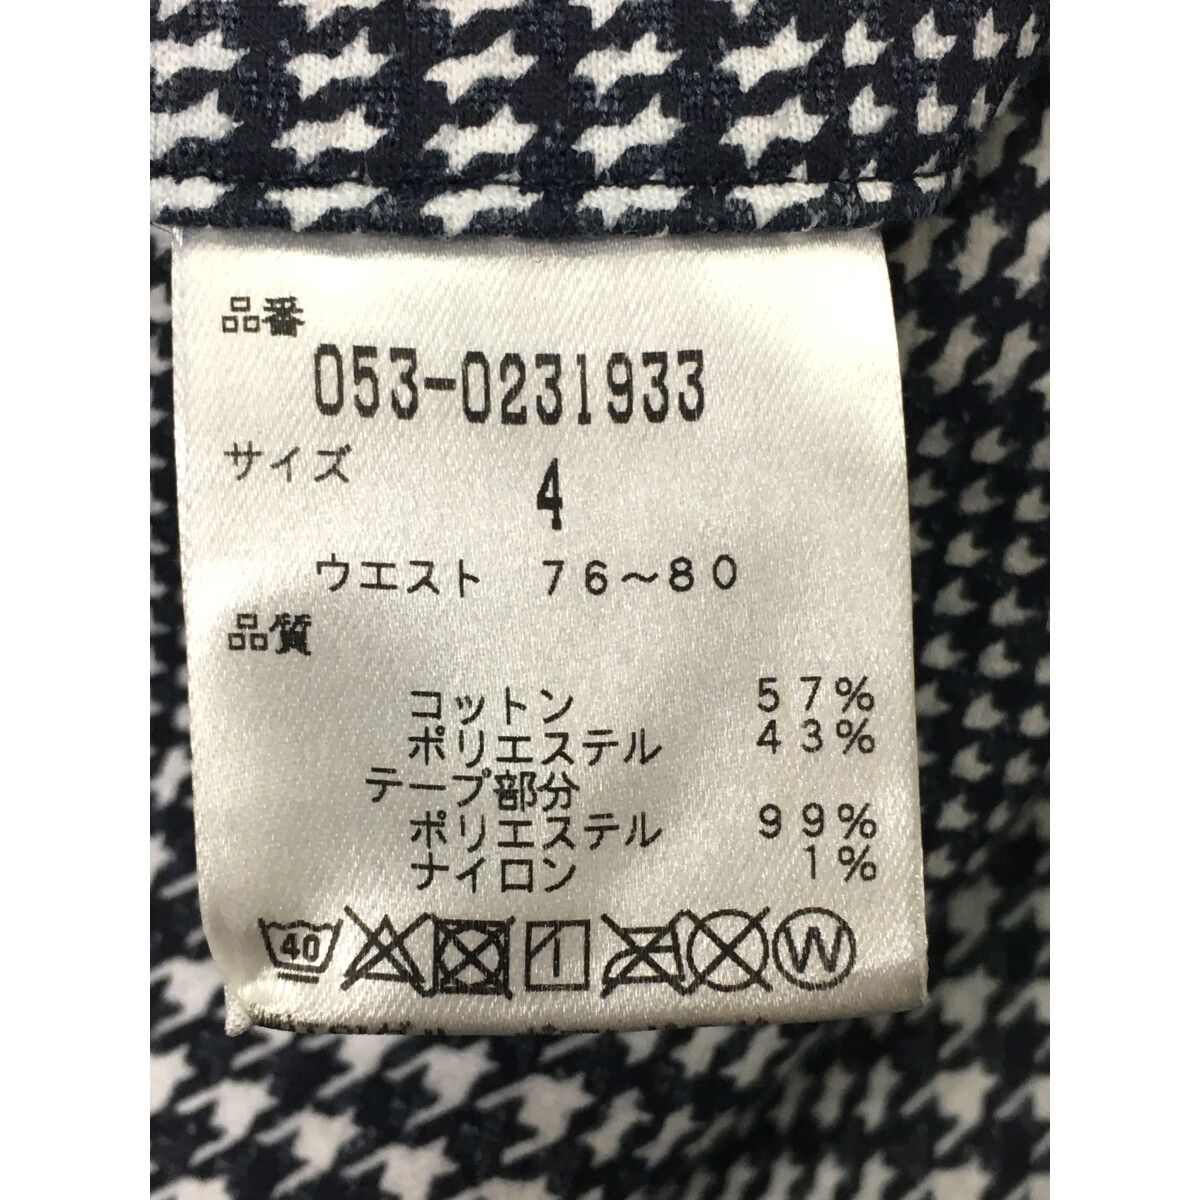 品番
053-0231933
サイズ
4
ウエスト 76～80
品質
コットン 57%
ポリエステル 43%
テープ部分
ポリエステル 99%
ナイロン 1%
40
W